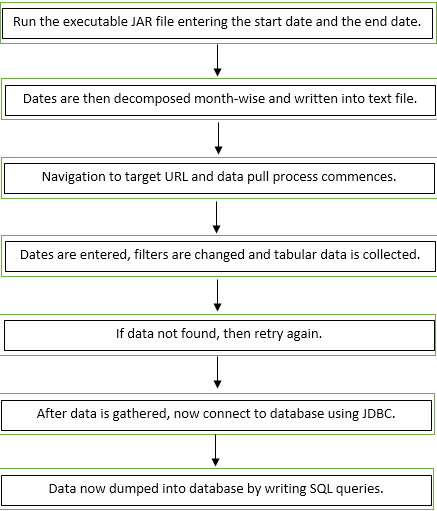 Run the executable JAR file entering the start date and the end date.
Dates are then decomposed month-wise and written into text file.
Navigation to target URL and data pull process commences.
Dates are entered, filters are changed and tabular data is collected.
If data not found, then retry again.
After data is gathered, now connect to database using JDBC.
Data now dumped into database by writing SQL queries.